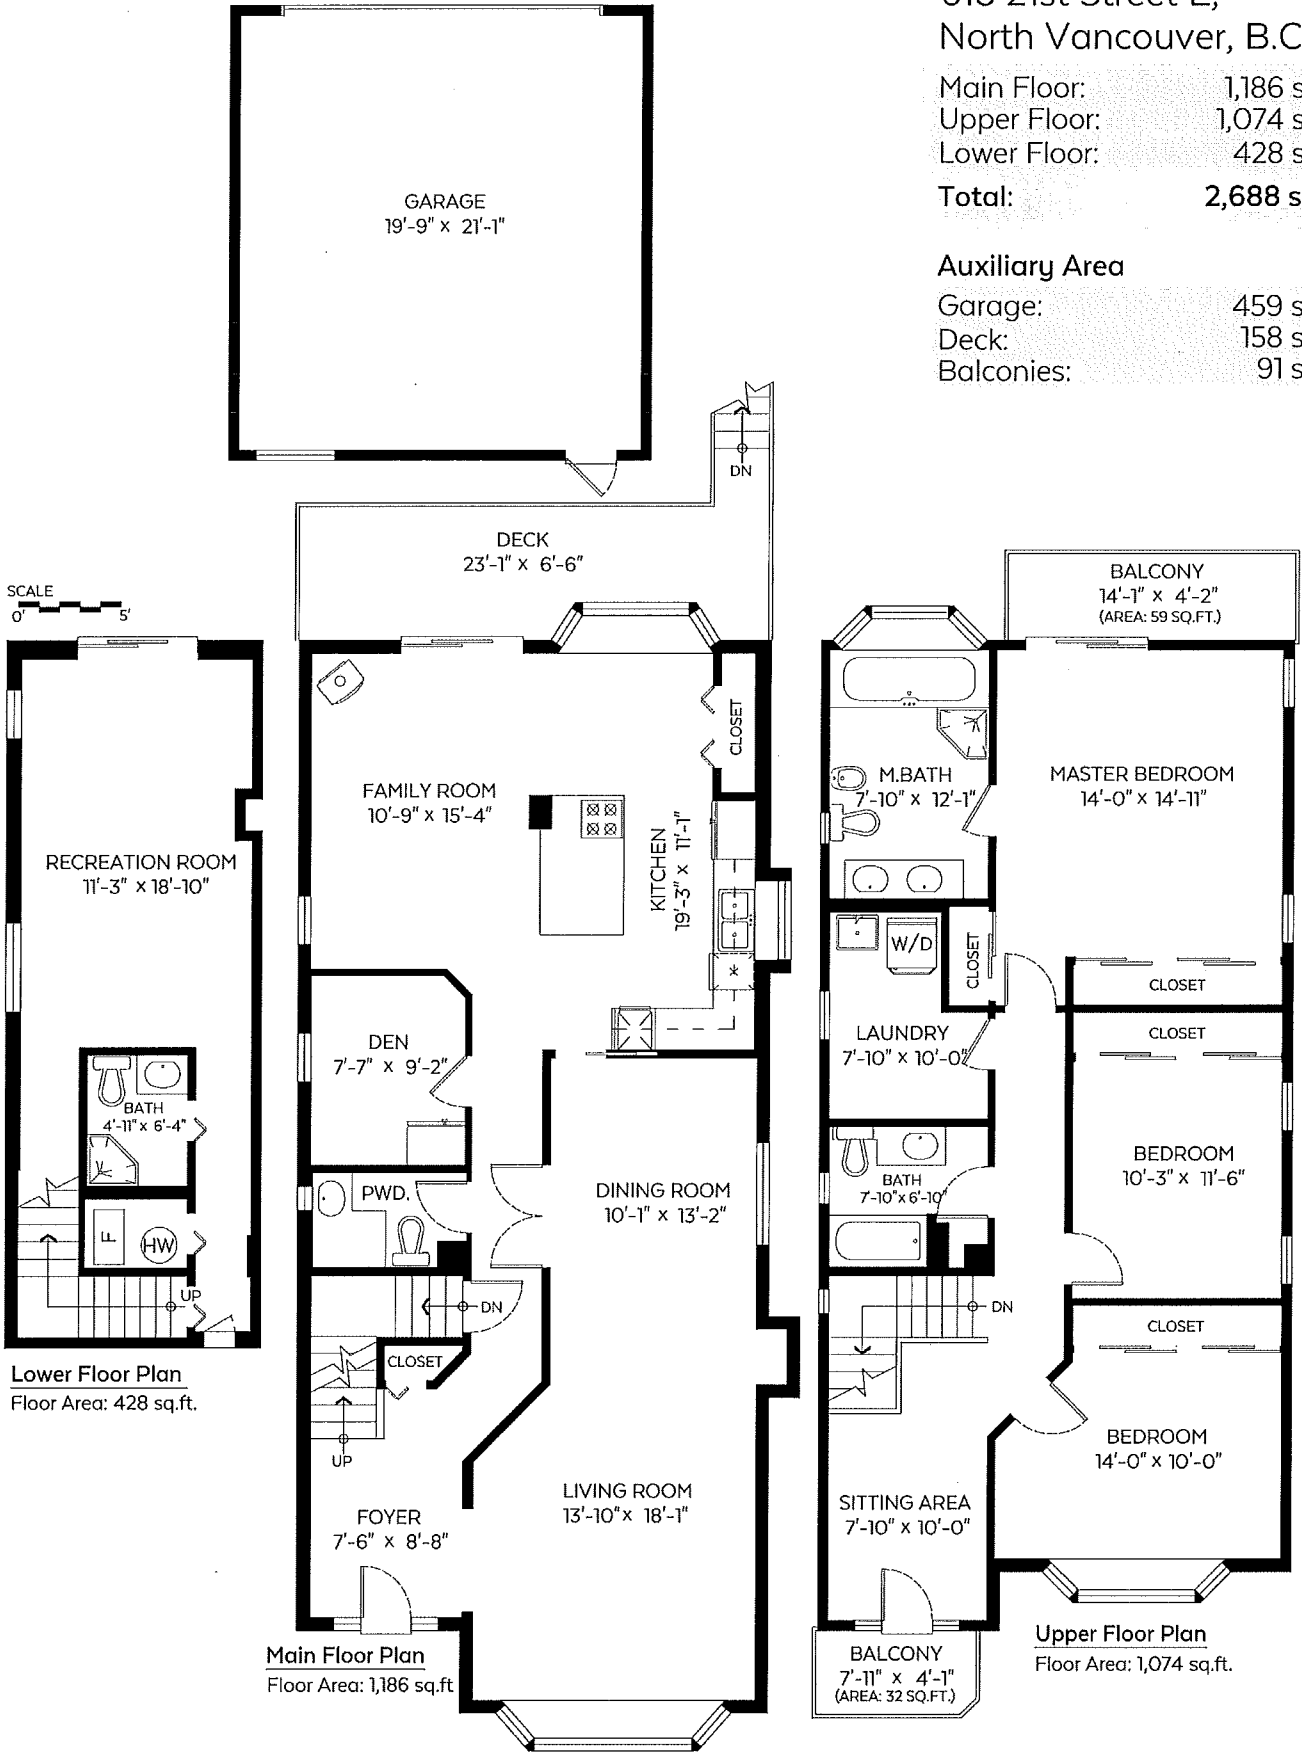 North Vancouver, B.C
Main Floor: 1,186 s
Upper Floor: 1,074 s
Lower Floor: 428 s
Total: 2,688 s
Auxiliary Area
Garage: 459 s
Deck: 158 s
Balconies: 91 s
GARAGE
19'-9" x 21'-1"
DN
DECK
23'-1" x 6'-6"
SCALE
0' 5'
RECREATION ROOM
11'-3" x 18'-10"
BATH
4'-11" x 6'-4"
F
HW
UP
Lower Floor Plan
Floor Area: 428 sq.ft.
CLOSET
FAMILY ROOM
10'-9" x 15'-4"
KITCHEN
19'-3" x 11'-1"
DEN
7'-7" x 9'-2"
PWD.
DINING ROOM
10'-1" x 13'-2"
DN
CLOSET
UP
LIVING ROOM
13'-10" x 18'-1"
FOYER
7'-6" x 8'-8"
Main Floor Plan
Floor Area: 1,186 sq.ft
BALCONY
14'-1" x 4'-2"
(AREA: 59 SQ.FT.)
M.BATH
7'-10" x 12'-1"
MASTER BEDROOM
14'-0" x 14'-11"
W/D
CLOSET
CLOSET
LAUNDRY
7'-10" x 10'-0"
CLOSET
BATH
7'-10" x 6'-10"
BEDROOM
10'-3" x 11'-6"
DN
CLOSET
BEDROOM
14'-0" x 10'-0"
SITTING AREA
7'-10" x 10'-0"
BALCONY
7'-11" x 4'-1"
(AREA: 32 SQ.FT.)
Upper Floor Plan
Floor Area: 1,074 sq.ft.